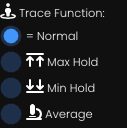 Trace Function:
= Normal
Max Hold
Min Hold
Average